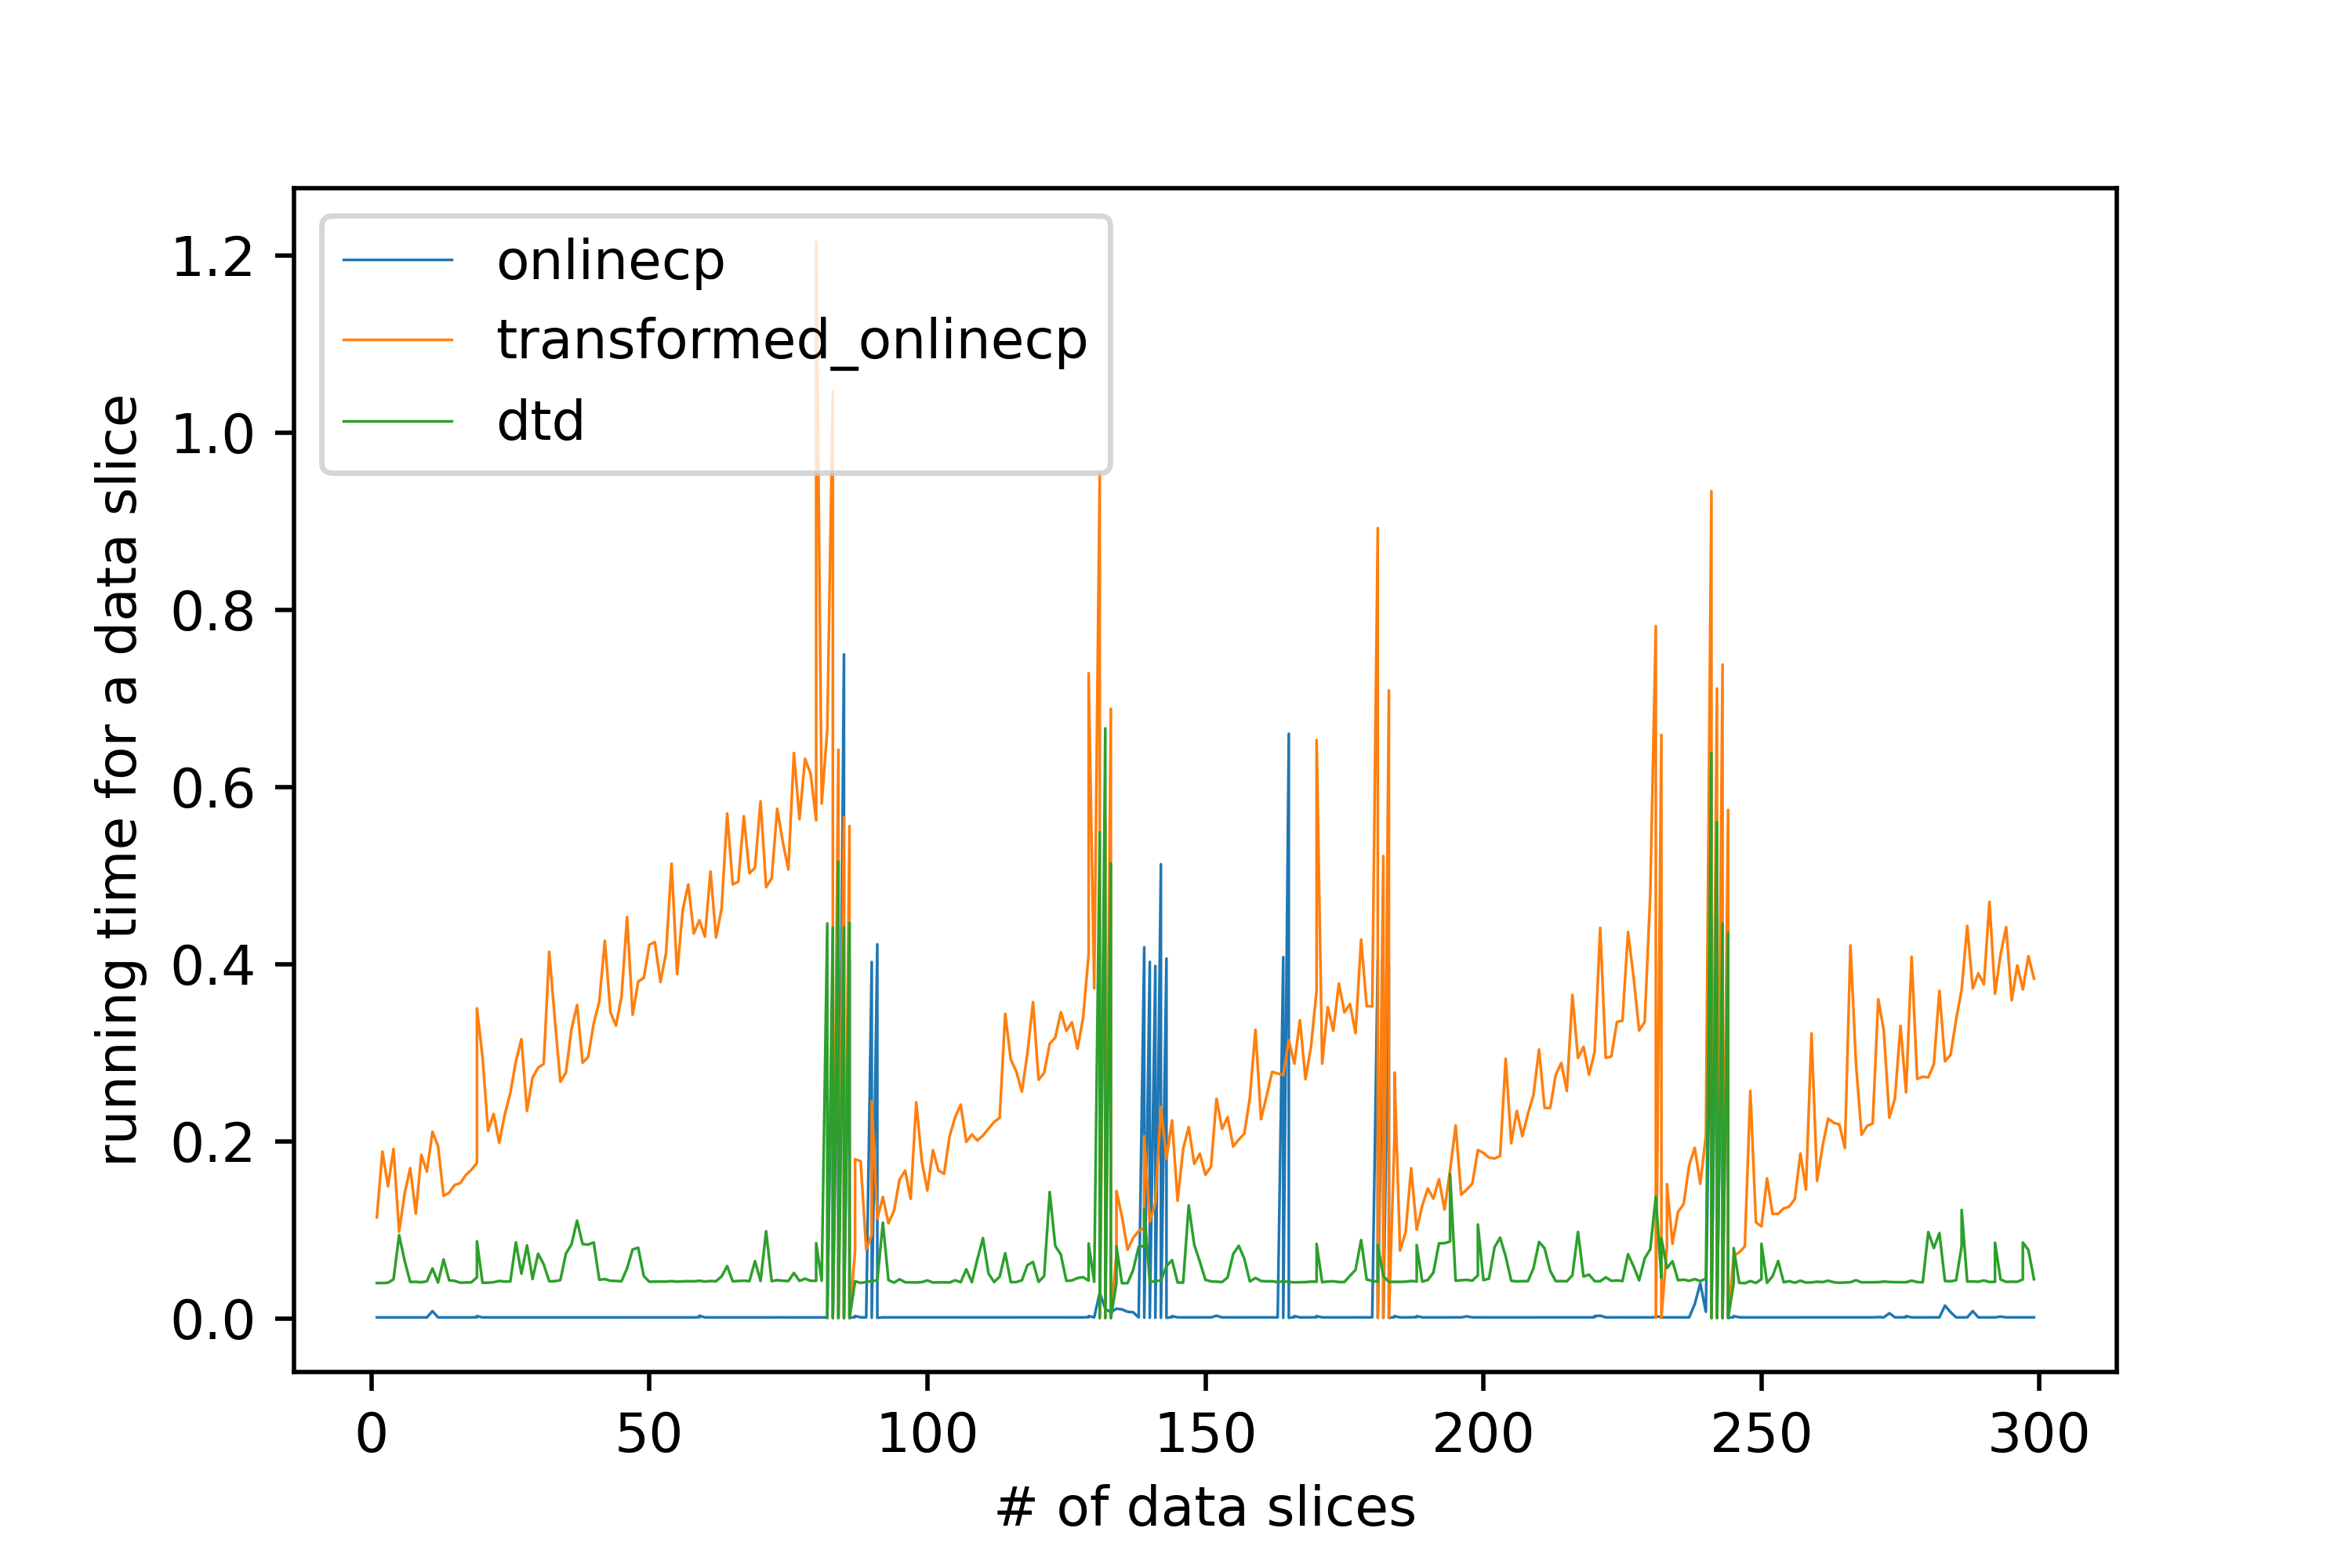 onlinecp
transformed_onlinecp
dtd
running time for a data slice
1.2
1.0
0.8
0.6
0.4
0.2
0.0
0 50 100 150 200 250 300
# of data slices